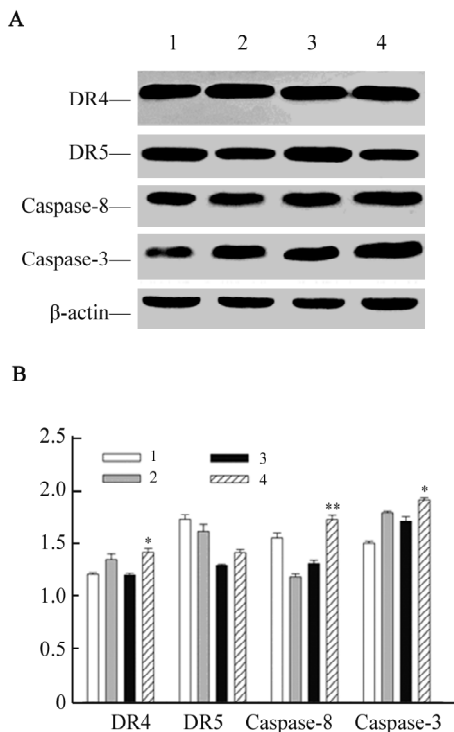 A
1 2 3 4
DR4
DR5
Caspase-8
Caspase-3
β-actin
B
2.5
2.0
1.5
1.0
0.5
0
1
2
3
4
*
**
*
DR4 DR5 Caspase-8 Caspase-3